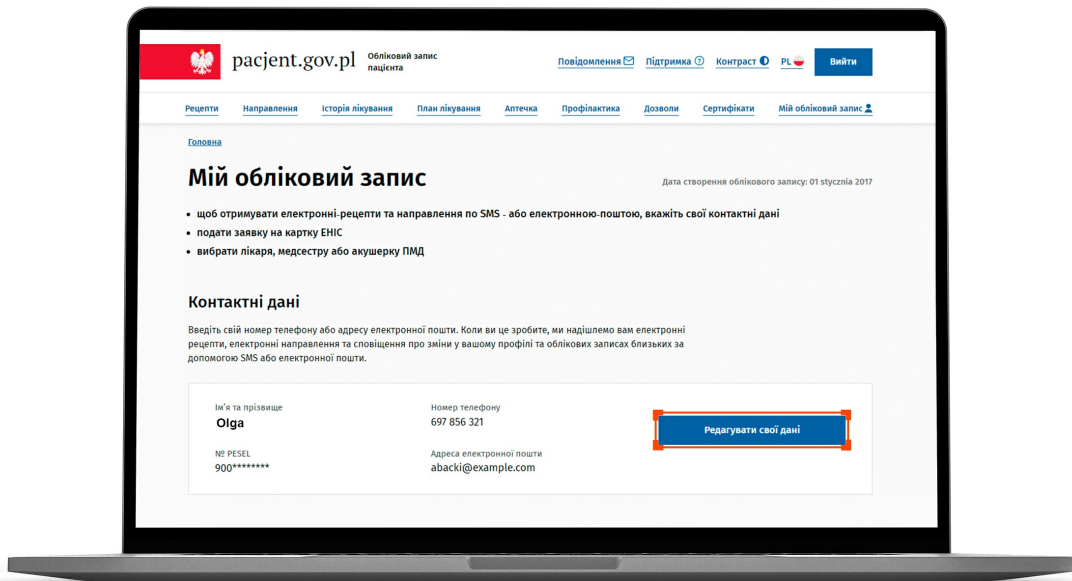 pacjent.gov.pl
Обліковий запис
пацієнта
Повідомлення
Підтримка
Контраст
PL
Вийти
Рецепти
Направлення
Історія лікування
План лікування
Аптечка
Профілактика
Дозволи
Сертифікати
Мій обліковий запис
Головна
Мій обліковий запис
Дата створення облікового запису: 01 stycznia 2017
• щоб отримувати електронні-рецепти та направлення по SMS - або електронною-поштою, вкажіть свої контактні дані
• подати заявку на картку ЕНІС
• вибрати лікаря, медсестру або акушерку ПМД
Контактні дані
Введіть свій номер телефону або адресу електронної пошти. Коли ви це зробите, ми надішлемо вам електронні
рецепти, електронні направлення та сповіщення про зміни у вашому профілі та облікових записах близьких за
допомогою SMS або електронної пошти.
Ім'я та прізвище
Olga
Номер телефону
697 856 321
Редагувати свої дані
№ PESEL
900********
Адреса електронної пошти
abacki@example.com